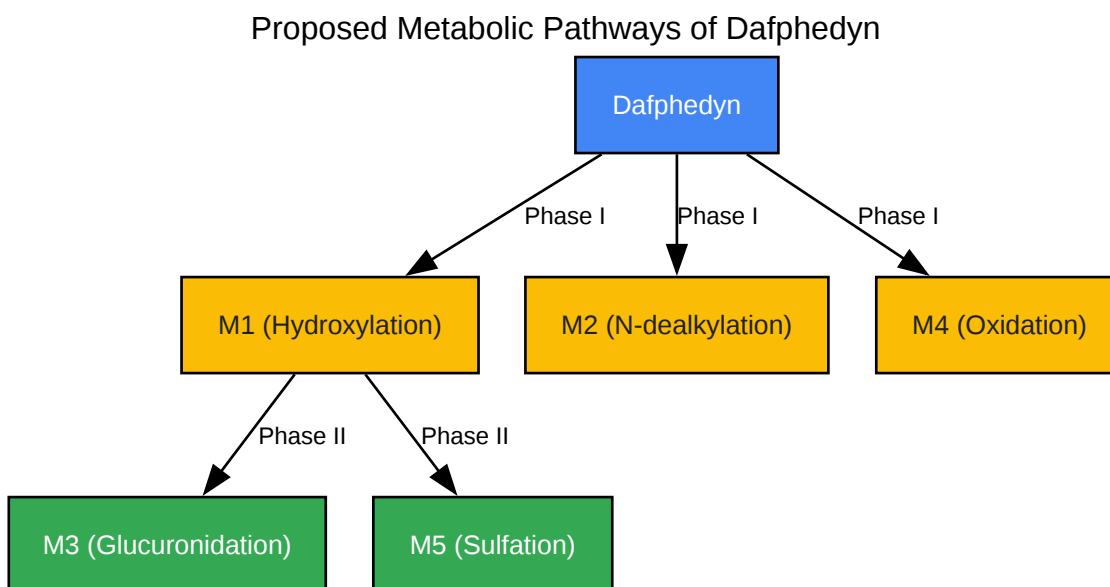 Proposed Metabolic Pathways of Dafphedyn
Dafphedyn
Phase I
Phase I
Phase I
M1 (Hydroxylation)
M2 (N-dealkylation)
M4 (Oxidation)
Phase II
Phase II
M3 (Glucuronidation)
M5 (Sulfation)